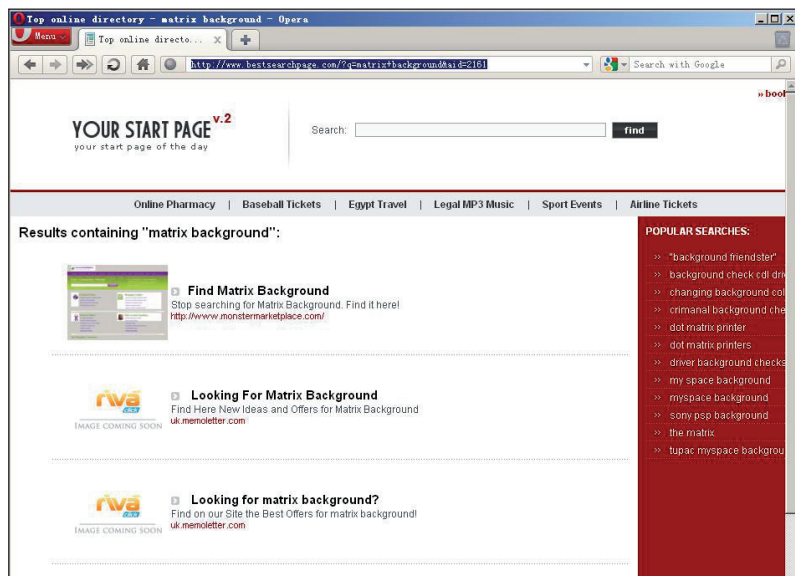 Top online directory - matrix background - Opera
Menu
Top online directo...
http://www.bestsearchpage.com/?q=matrix+background&aid=2161
Search with Google
»
YOUR START PAGE v.2
your start page of the day
Search:
find
Online Pharmacy | Baseball Tickets | Egypt Travel | Legal MP3 Music | Sport Events | Airline Tickets
Results containing "matrix background":
Find Matrix Background
Stop searching for Matrix Background. Find it here!
http://www.monstermarketplace.com/
riva
IMAGE COMING SOON
Looking For Matrix Background
Find Here New Ideas and Offers for Matrix Background
uk.memoletter.com
riva
IMAGE COMING SOON
Looking for matrix background?
Find on our Site the Best Offers for matrix background!
uk.memoletter.com
POPULAR SEARCHES:
>> "background friendster"
>> background check cdl driv
>> changing background col
>> crimanal background che
>> dot matrix printer
>> dot matrix printers
>> driver background checks
>> my space background
>> myspace background
>> sony psp background
>> the matrix
>> tupac myspace backgrou